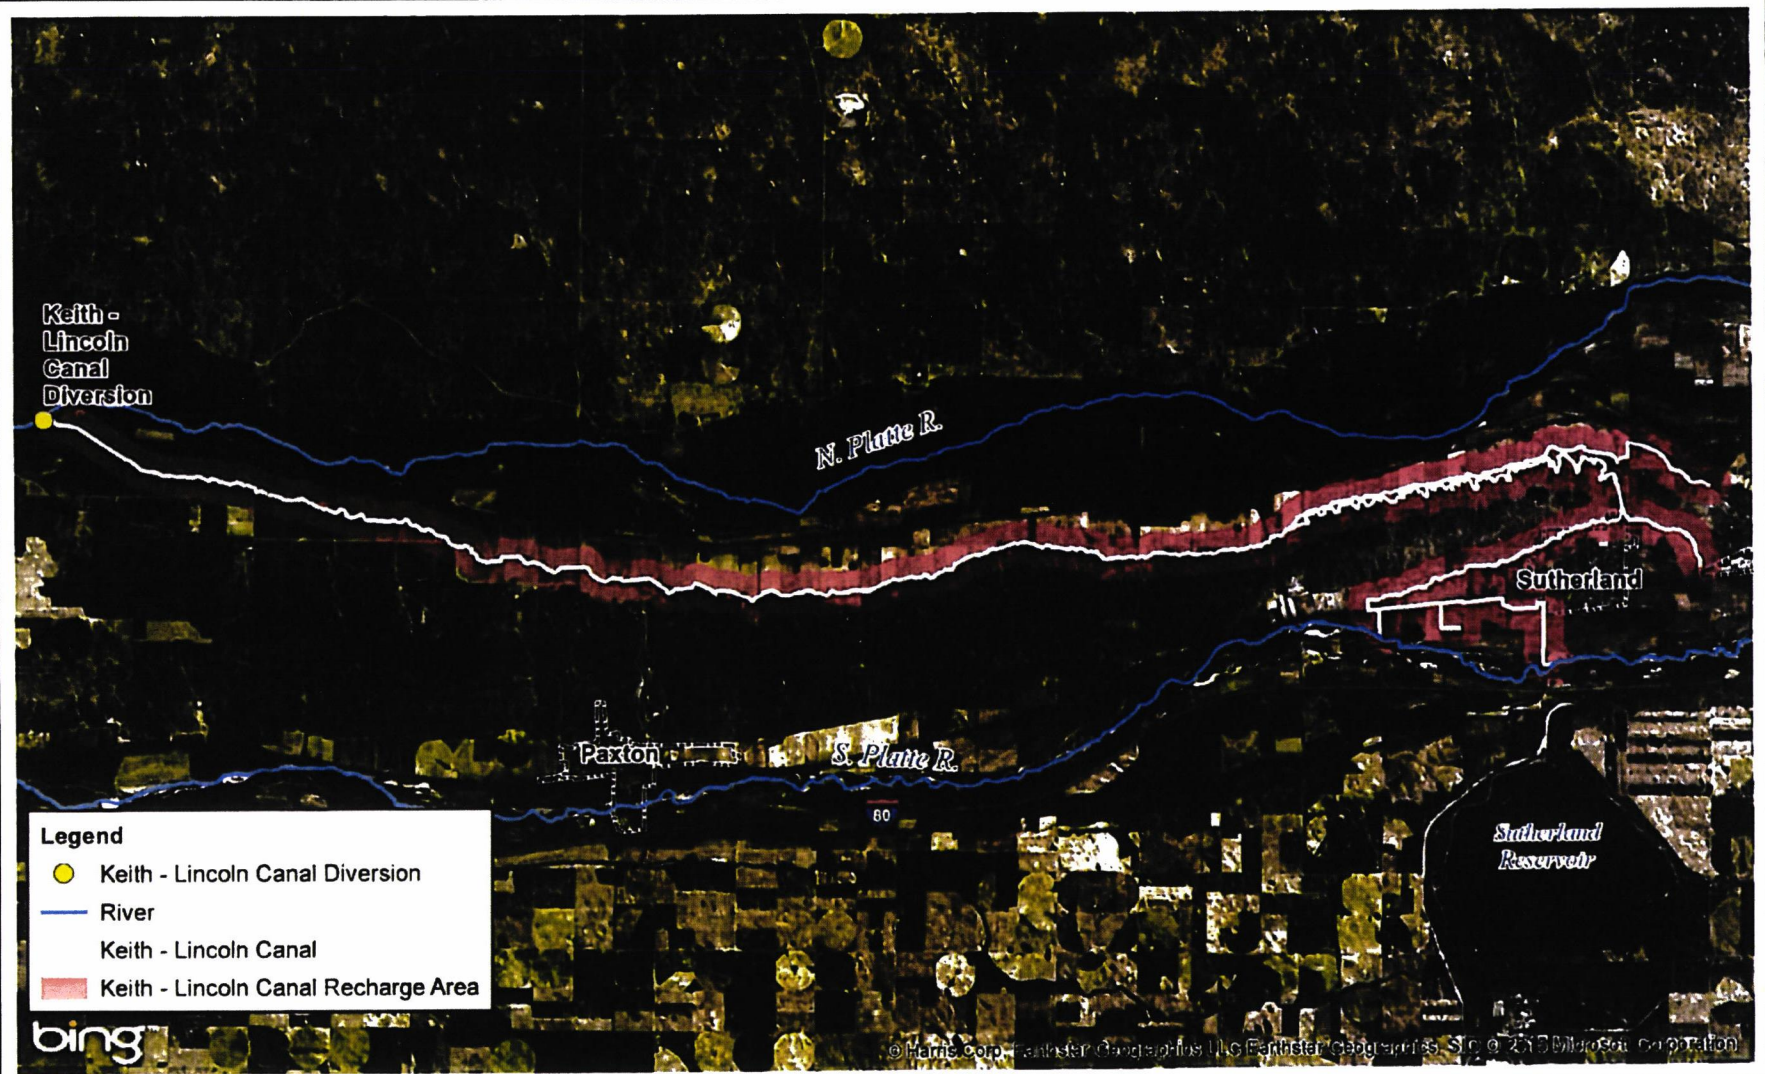 Keith -
Lincoln
Canal
Diversion
N. Platte R.
Sutherland
Paxton
S. Platte R.
80
Sutherland
Reservoir
Legend
Keith - Lincoln Canal Diversion
River
Keith - Lincoln Canal
Keith - Lincoln Canal Recharge Area
bing
© Harris Corp, Earthstar Geographics LLC Earthstar Geographics SIO © 2015 Microsoft Corporation